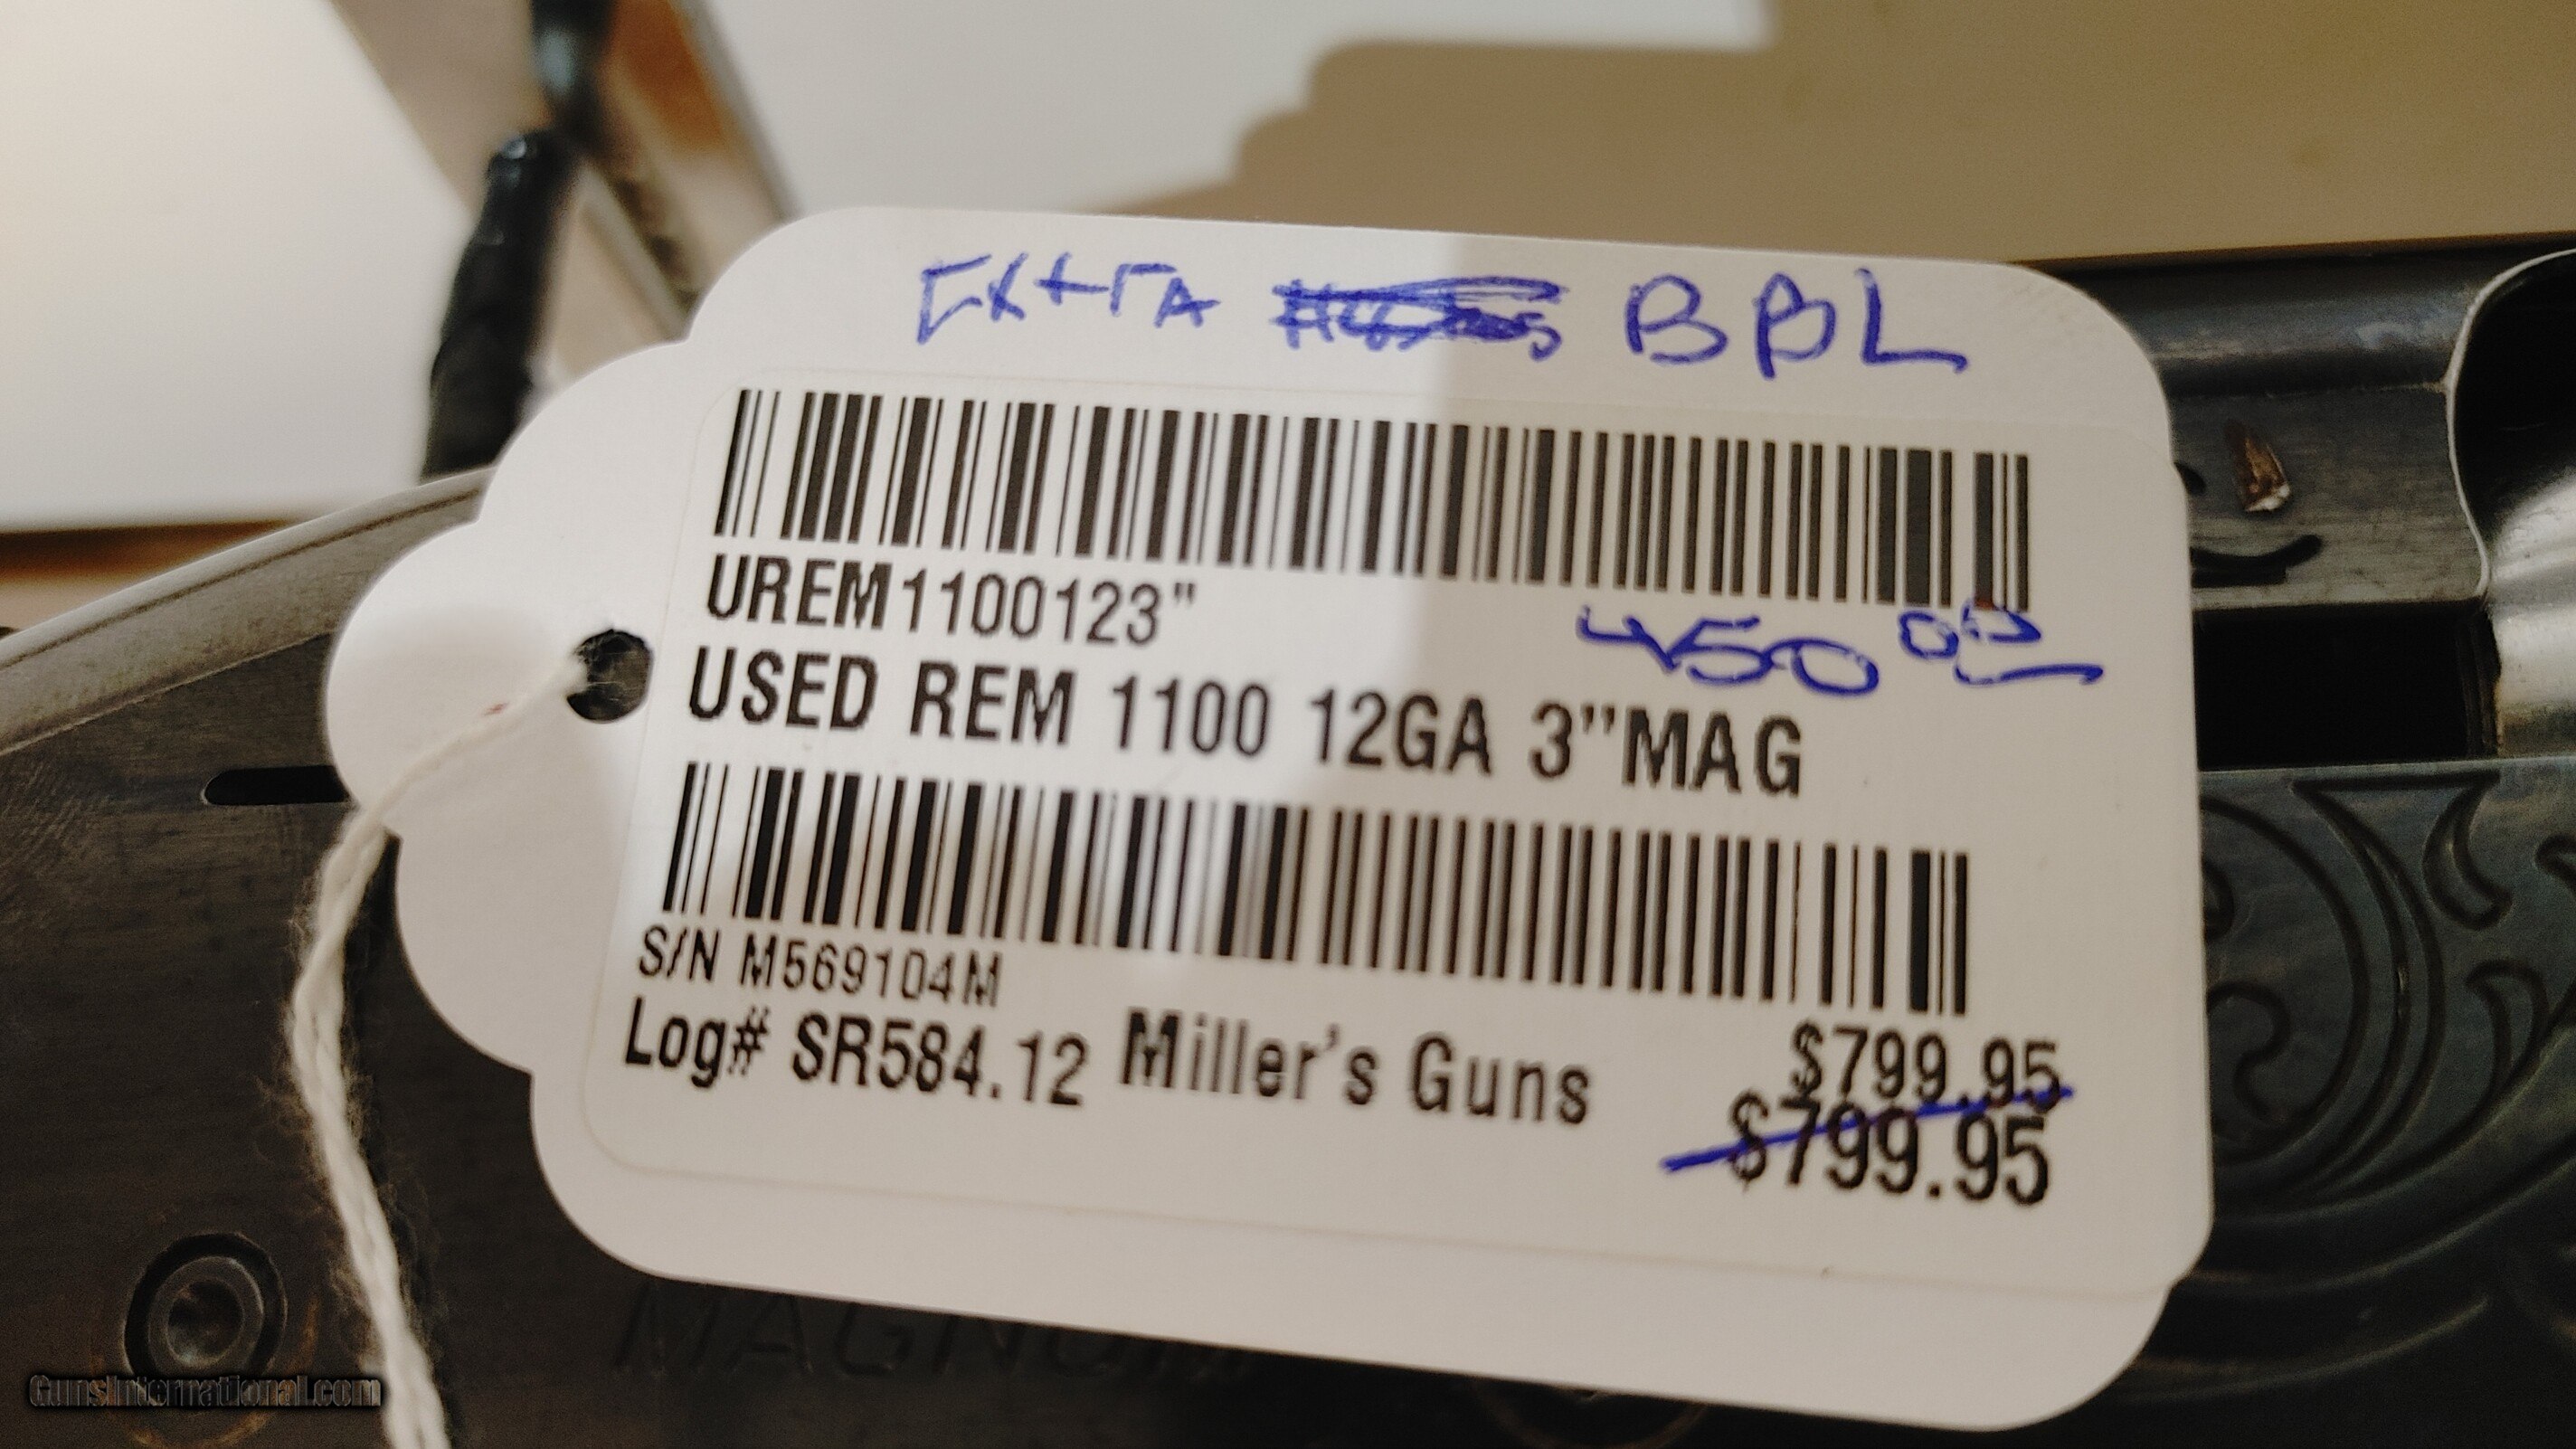 EXtrA BBL
UREM1100123"
450 00
USED REM 1100 12GA 3"MAG
S/N M569104M
Log# SR584.12 Miller's Guns
$799.95
$799.95
MAGNUM
GunsInternational.com